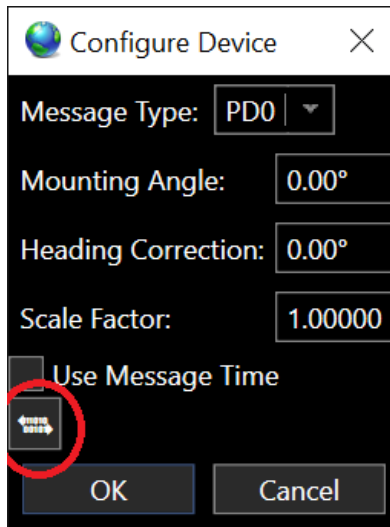 Configure Device
Message Type: PD0
Mounting Angle: 0.00°
Heading Correction: 0.00°
Scale Factor: 1.00000
Use Message Time
OK Cancel